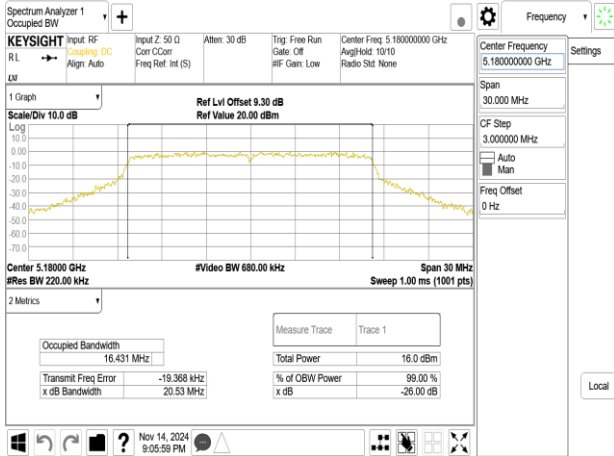 Spectrum Analyzer 1
Occupied BW
+
Frequency
KEYSIGHT
RL
LXI
Input: RF
Coupling: DC
Align: Auto
Input Z: 50 Ω
Corr CCorr
Freq Ref: Int (S)
Atten: 30 dB
Trig: Free Run
Gate: Off
#IF Gain: Low
Center Freq: 5.180000000 GHz
Avg|Hold: 10/10
Radio Std: None
Center Frequency
5.180000000 GHz
Settings
Span
30.000 MHz
CF Step
3.000000 MHz
Auto
Man
Freq Offset
0 Hz
Local
1 Graph
Scale/Div 10.0 dB
Ref Lvl Offset 9.30 dB
Ref Value 20.00 dBm
Log
10.0
0.00
-10.0
-20.0
-30.0
-40.0
-50.0
-60.0
-70.0
Center 5.18000 GHz
#Res BW 220.00 kHz
#Video BW 680.00 kHz
Span 30 MHz
Sweep 1.00 ms (1001 pts)
2 Metrics
Measure Trace
Trace 1
Occupied Bandwidth
16.431 MHz
Total Power
16.0 dBm
Transmit Freq Error
-19.368 kHz
% of OBW Power
99.00 %
x dB Bandwidth
20.53 MHz
x dB
-26.00 dB
?
Nov 14, 2024
9:05:59 PM